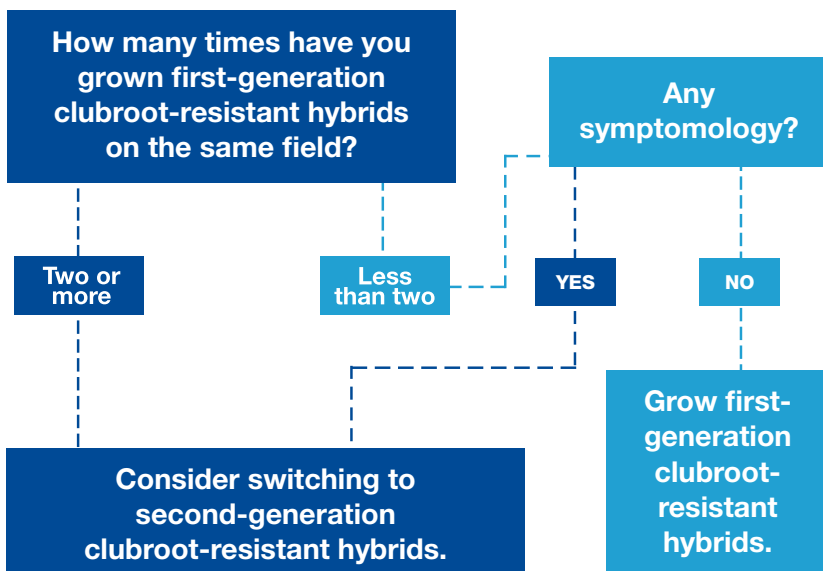 How many times have you
grown first-generation
clubroot-resistant hybrids
on the same field?
Any
symptomology?
Two or
more
Less
than two
YES
NO
Consider switching to
second-generation
clubroot-resistant hybrids.
Grow first-
generation
clubroot-
resistant
hybrids.